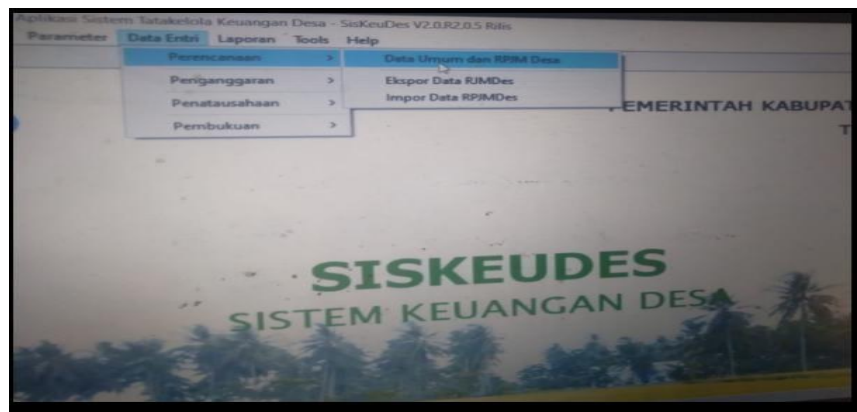 Aplikasi Sistem Tatakelola Keuangan Desa - SisKeuDes V2.0.R2.0.5 Rilis
Parameter Data Entri Laporan Tools Help
Perencanaan > Data Umum dan RPJM Desa
Penganggaran > Ekspor Data RJMDes
Penatausahaan > Impor Data RPJMDes
Pembukuan >
EMERINTAH KABUPAT
T
SISKEUDES
SISTEM KEUANGAN DESA